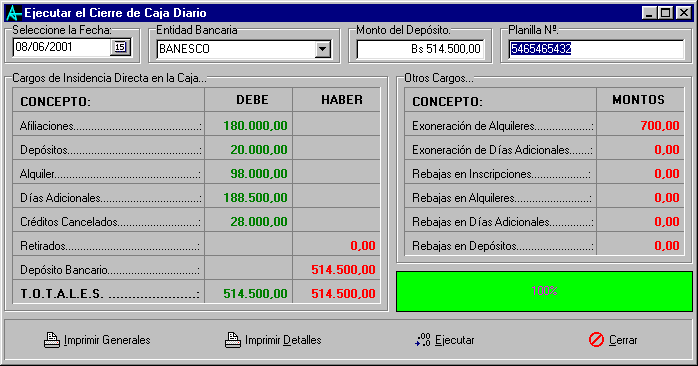 Ejecutar el Cierre de Caja Diario
Seleccione la Fecha: Entidad Bancaria Monto del Depósito. Planilla Nº.
08/06/2001 15 BANESCO Bs 514.500,00 5465465432
Cargos de Insidencia Directa en la Caja...
CONCEPTO: DEBE HABER
Afiliaciones..........................................: 180.000,00
Depósitos............................................: 20.000,00
Alquiler................................................: 98.000,00
Días Adicionales..................................: 188.500,00
Créditos Cancelados............................: 28.000,00
Retirados............................................: 0,00
Depósito Bancario..............................: 514.500,00
T.O.T.A.L.E.S. ......................: 514.500,00 514.500,00
Otros Cargos...
CONCEPTO. MONTOS
Exoneración de Alquileres...................: 700,00
Exoneración de Días Adicionales.......: 0,00
Rebajas en Inscripciones....................: 0,00
Rebajas en Alquileres.........................: 0,00
Rebajas en Días Adicionales.............: 0,00
Rebajas en Depósitos.........................: 0,00
100%
Imprimir Generales Imprimir Detalles Ejecutar Cerrar